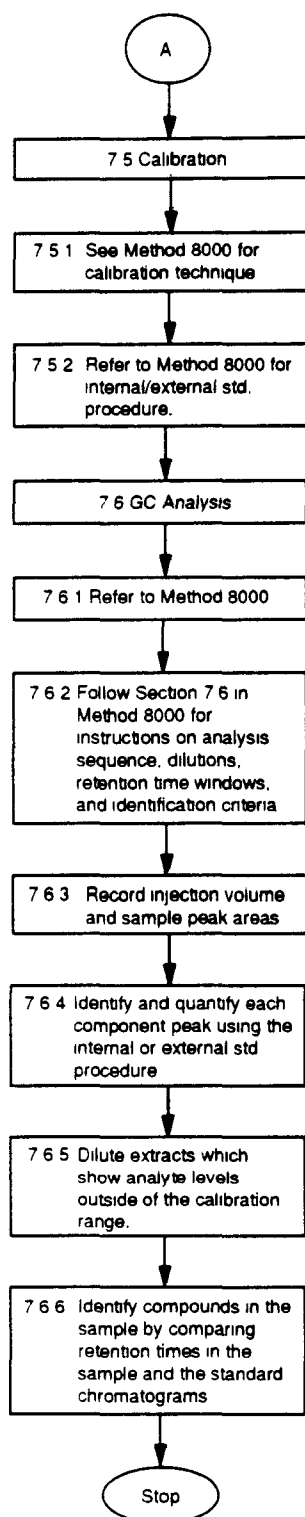 A
7 5 Calibration
7 5 1 See Method 8000 for
calibration technique
7 5 2 Refer to Method 8000 for
internal/external std.
procedure.
7 6 GC Analysis
7 6 1 Refer to Method 8000
7 6 2 Follow Section 7 6 in
Method 8000 for
instructions on analysis
sequence, dilutions,
retention time windows,
and identification criteria
7 6 3 Record injection volume
and sample peak areas
7 6 4 Identify and quantify each
component peak using the
internal or external std
procedure
7 6 5 Dilute extracts which
show analyte levels
outside of the calibration
range.
7 6 6 Identify compounds in the
sample by comparing
retention times in the
sample and the standard
chromatograms
Stop